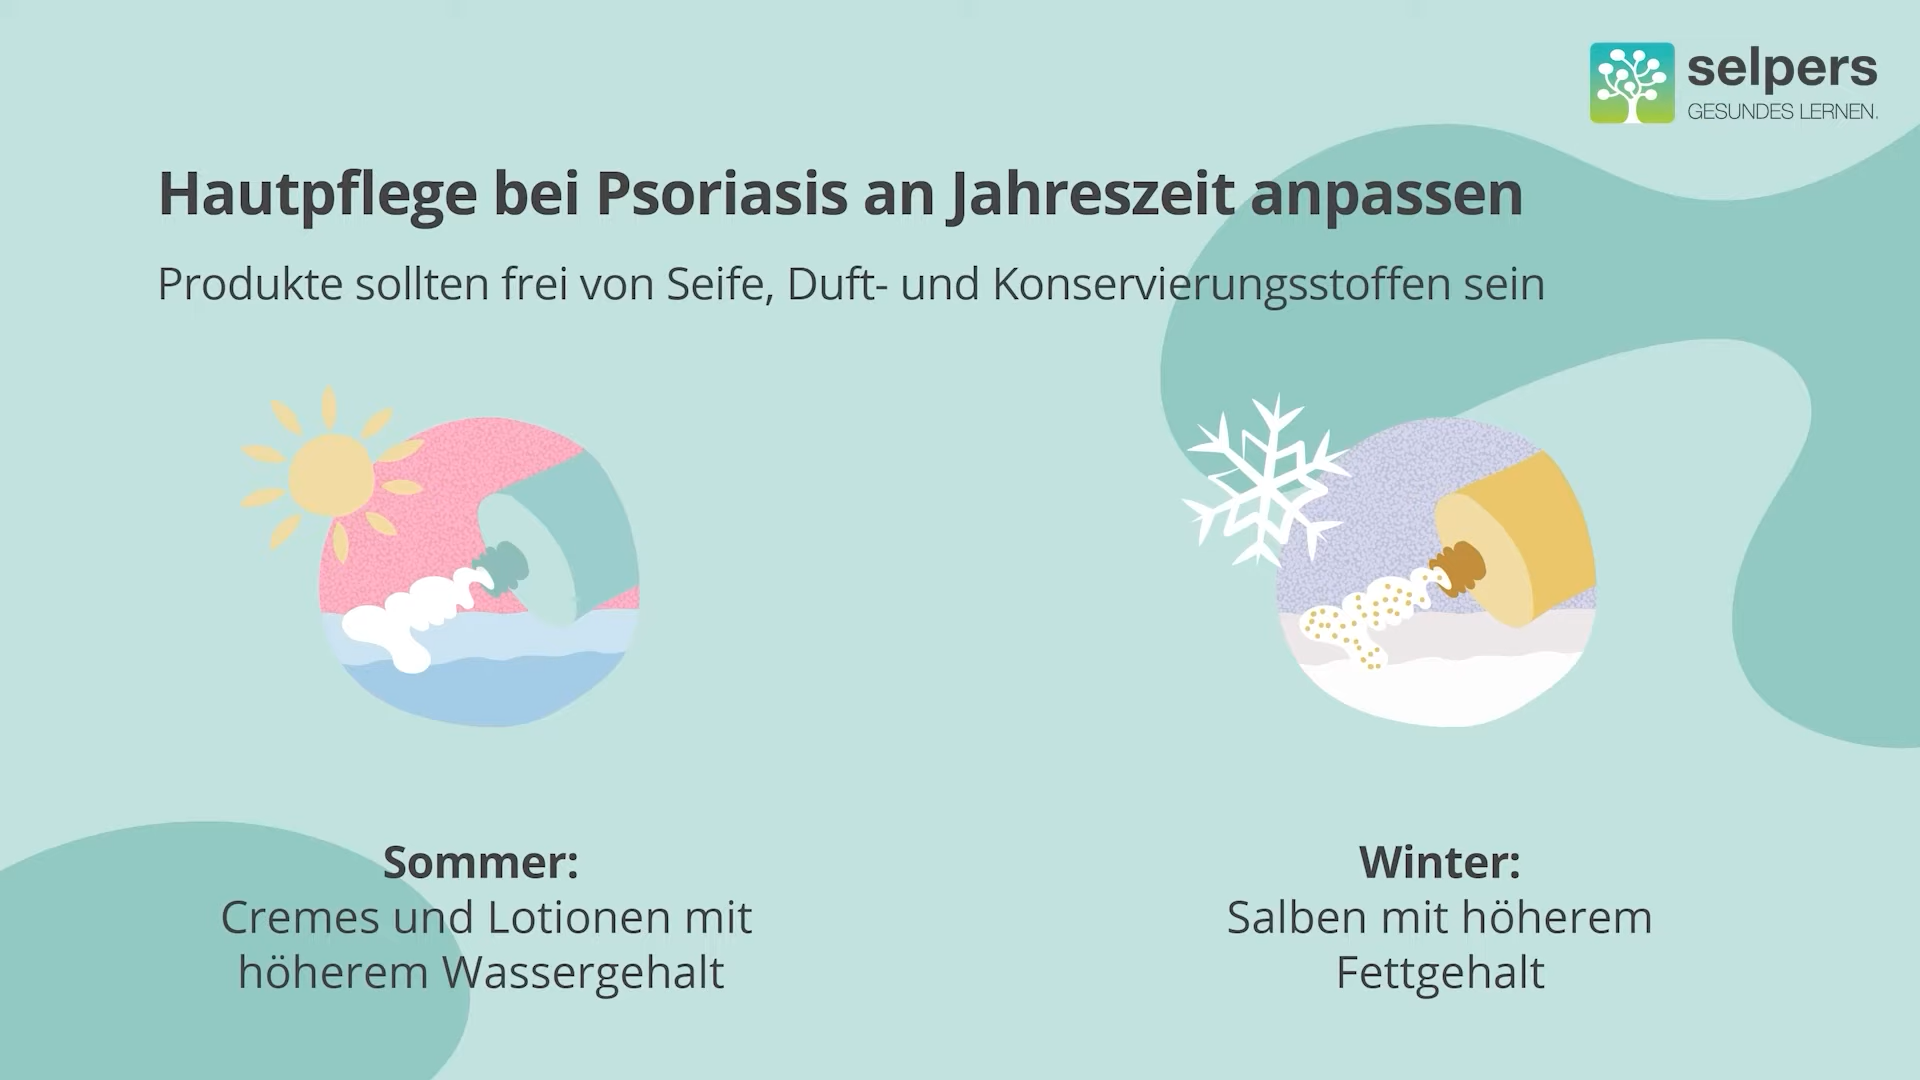 selpers
GESUNDES LERNEN.
Hautpflege bei Psoriasis an Jahreszeit anpassen
Produkte sollten frei von Seife, Duft- und Konservierungsstoffen sein
Sommer:
Cremes und Lotionen mit
höherem Wassergehalt
Winter:
Salben mit höherem
Fettgehalt